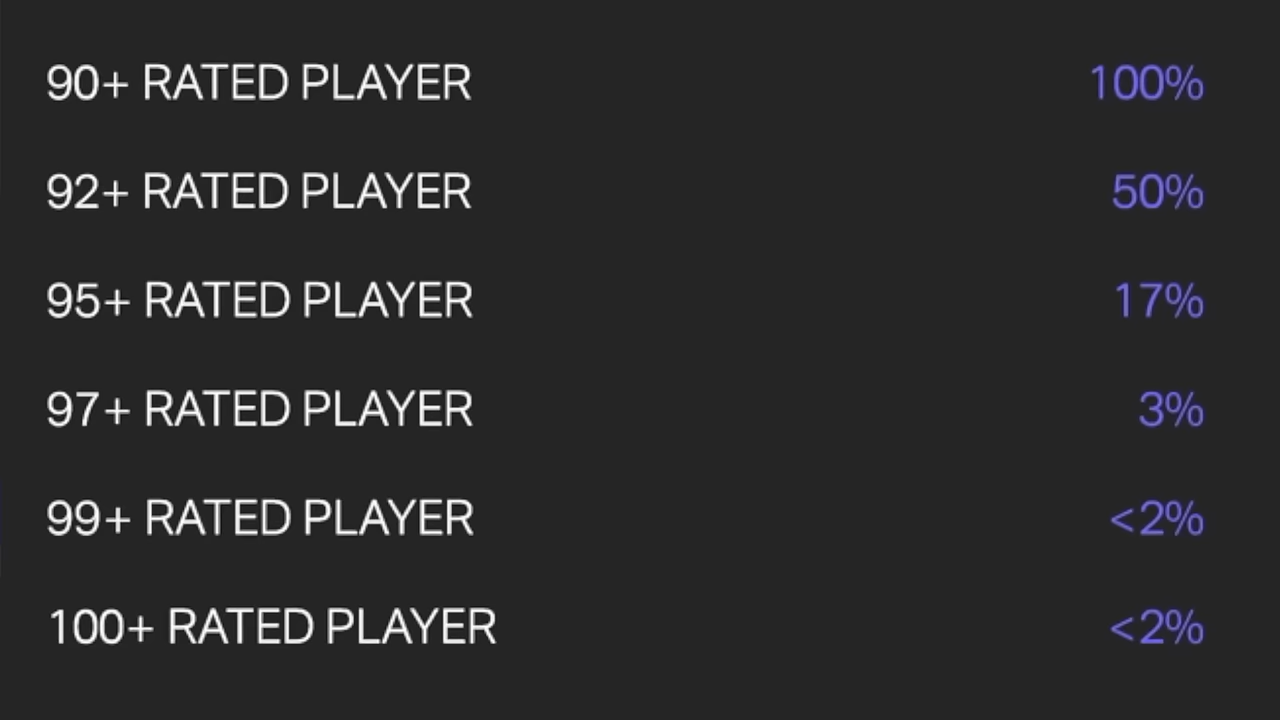 90+ RATED PLAYER 100%
92+ RATED PLAYER 50%
95+ RATED PLAYER 17%
97+ RATED PLAYER 3%
99+ RATED PLAYER <2%
100+ RATED PLAYER <2%